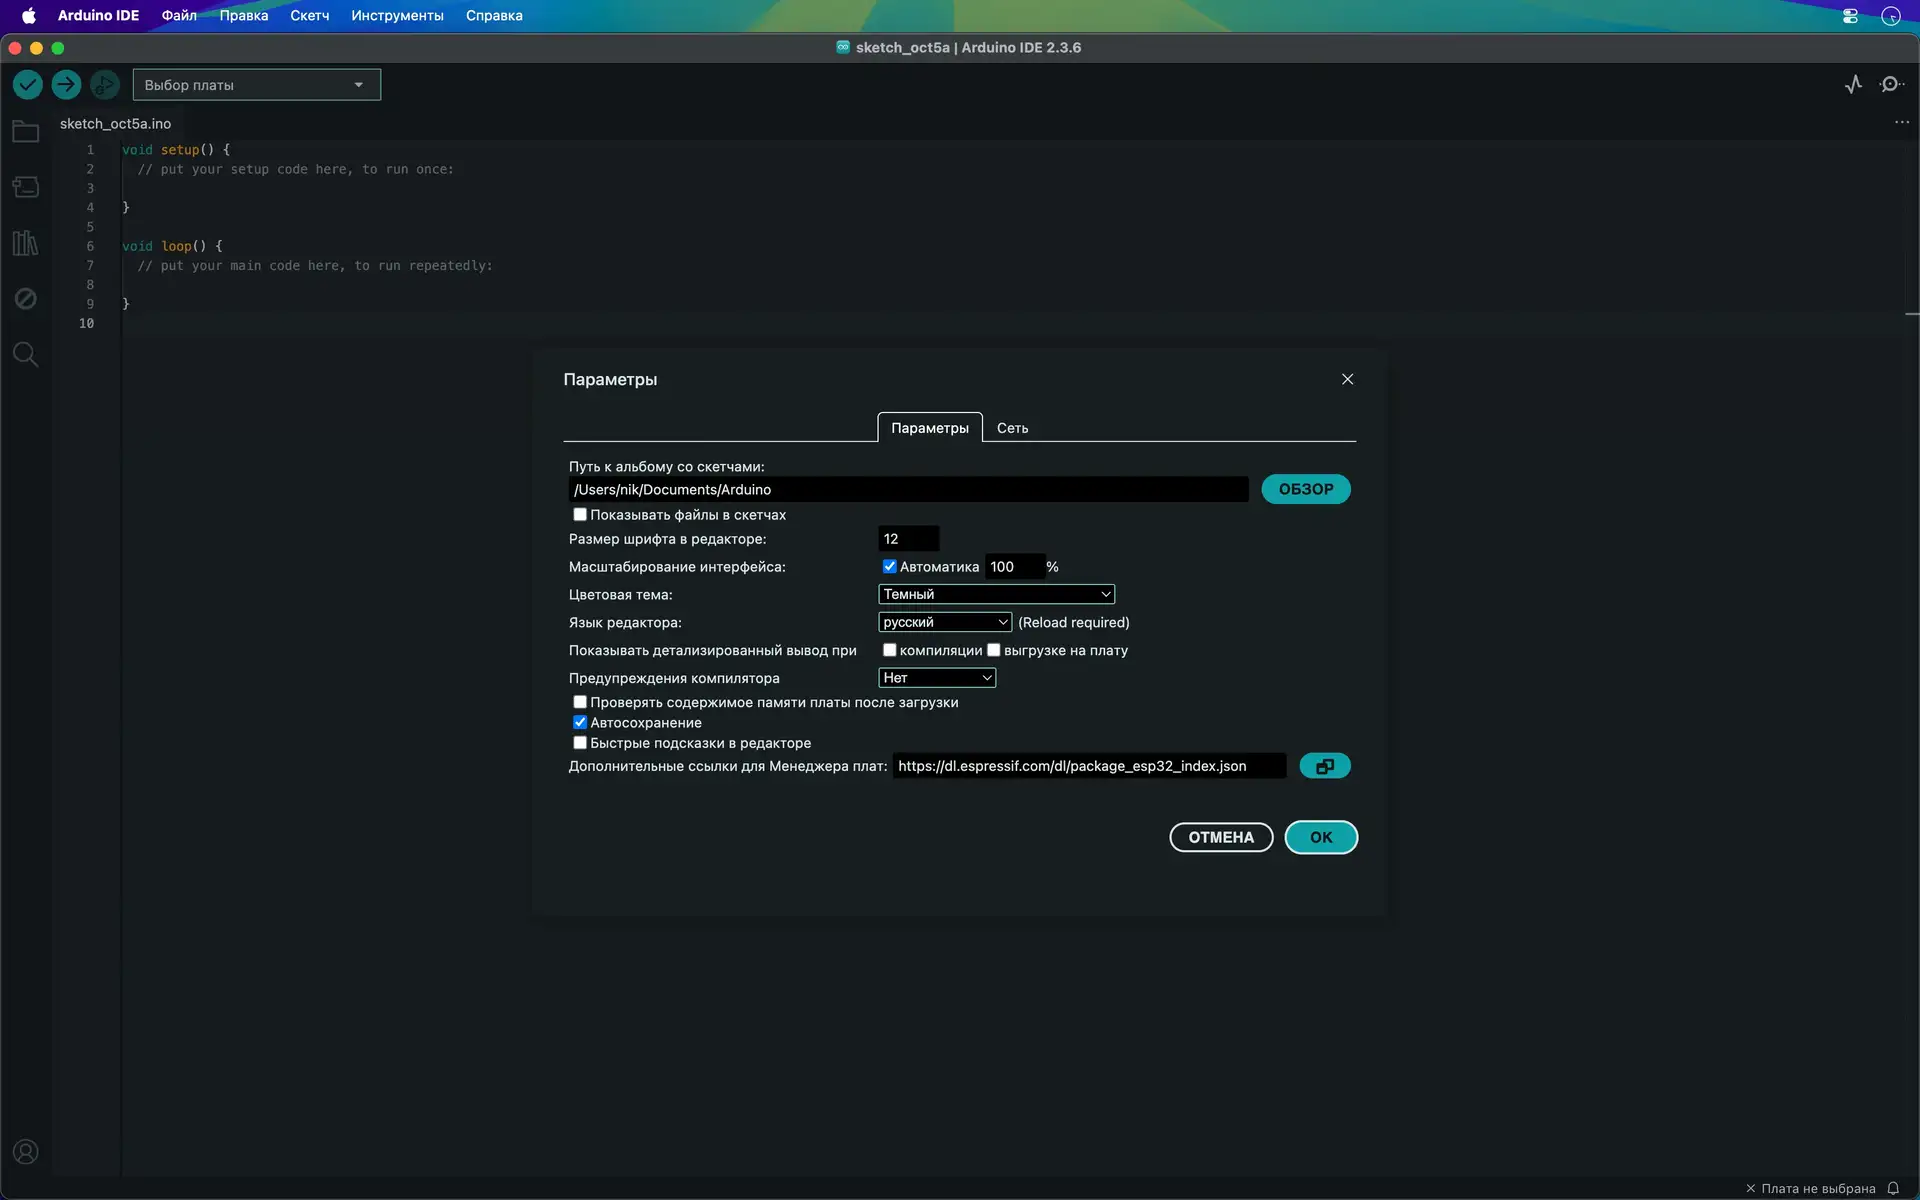 Arduino IDE Файл Правка Скетч Инструменты Справка
sketch_oct5a | Arduino IDE 2.3.6
Выбор платы
sketch_oct5a.ino
1 void setup() {
2 // put your setup code here, to run once:
3
4 }
5
6 void loop() {
7 // put your main code here, to run repeatedly:
8
9 }
10
Параметры
Параметры Сеть
Путь к альбому со скетчами:
/Users/nik/Documents/Arduino ОБЗОР
Показывать файлы в скетчах
Размер шрифта в редакторе: 12
Масштабирование интерфейса: Автоматика 100 %
Цветовая тема: Темный
Язык редактора: русский (Reload required)
Показывать детализированный вывод при компиляции выгрузке на плату
Предупреждения компилятора Нет
Проверять содержимое памяти платы после загрузки
Автосохранение
Быстрые подсказки в редакторе
Дополнительные ссылки для Менеджера плат: https://dl.espressif.com/dl/package_esp32_index.json
ОТМЕНА ОК
Плата не выбрана